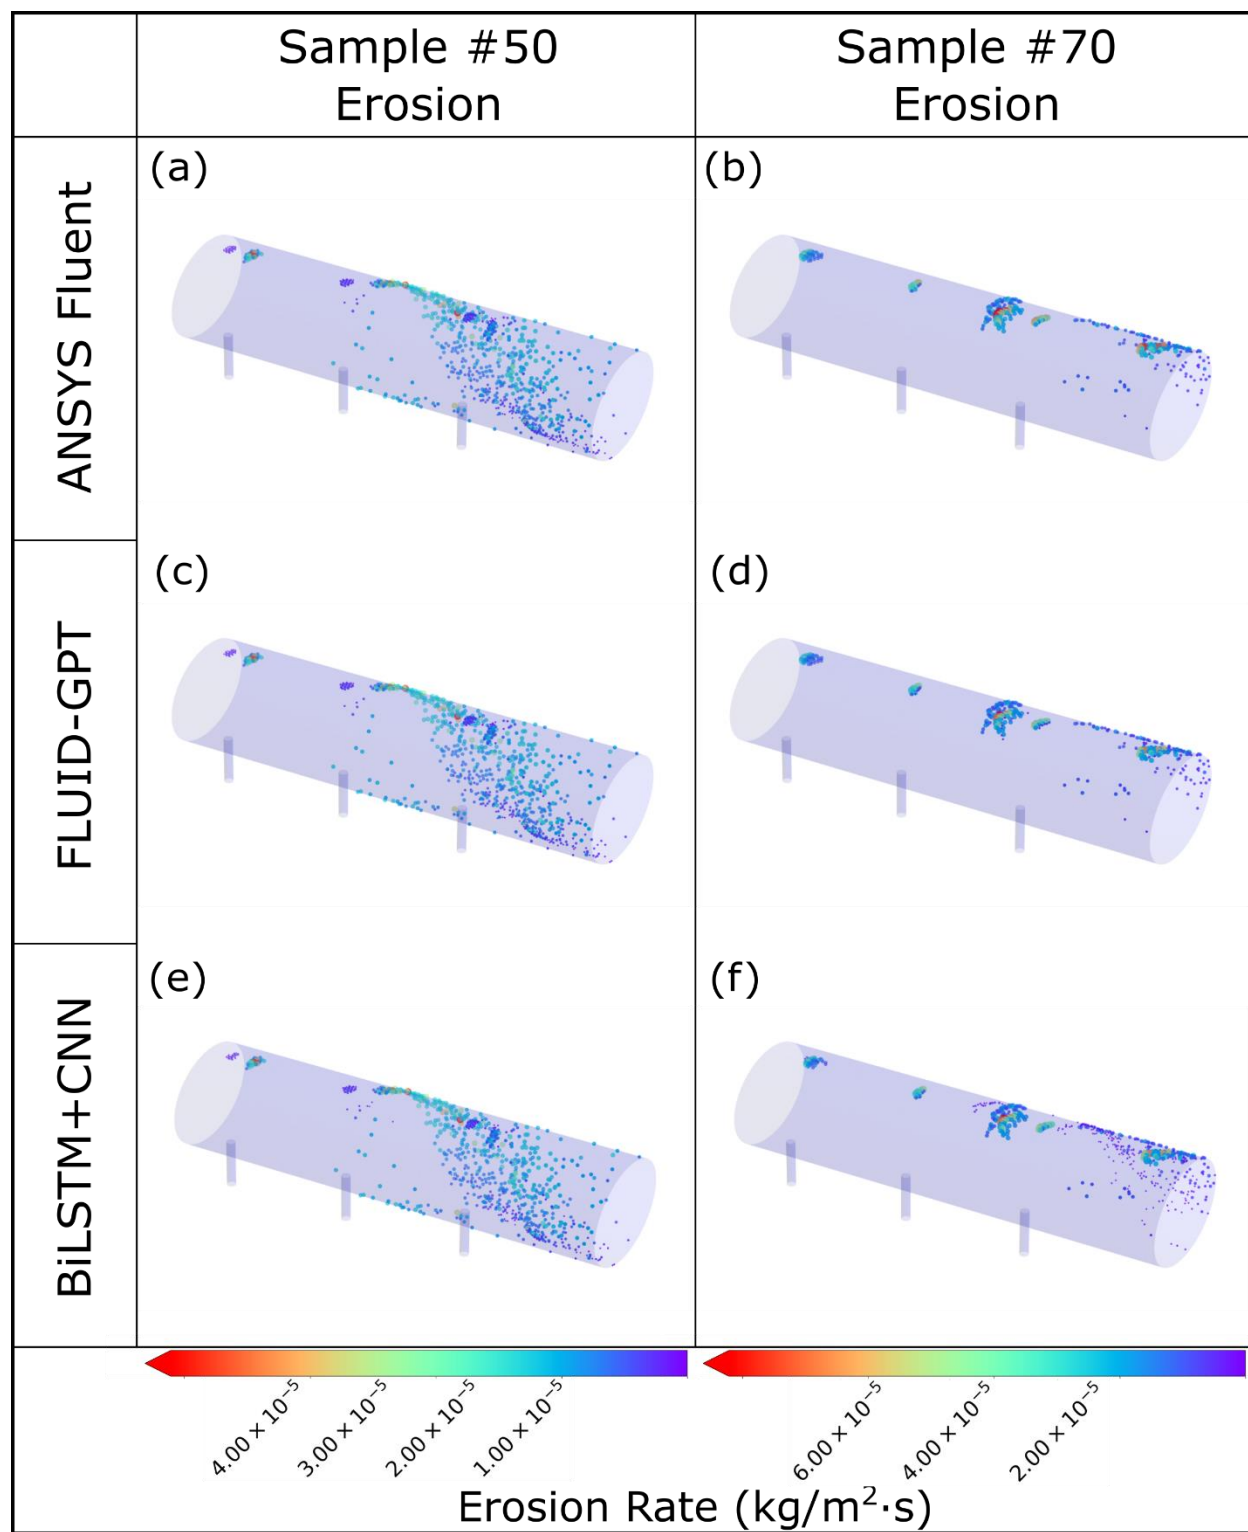 Sample #50
Erosion
Sample #70
Erosion
ANSYS Fluent
(a)
(b)
FLUID-GPT
(c)
(d)
BiLSTM+CNN
(e)
(f)
4.00 × 10⁻⁵
3.00 × 10⁻⁵
2.00 × 10⁻⁵
1.00 × 10⁻⁵
6.00 × 10⁻⁵
4.00 × 10⁻⁵
2.00 × 10⁻⁵
Erosion Rate (kg/m²·s)